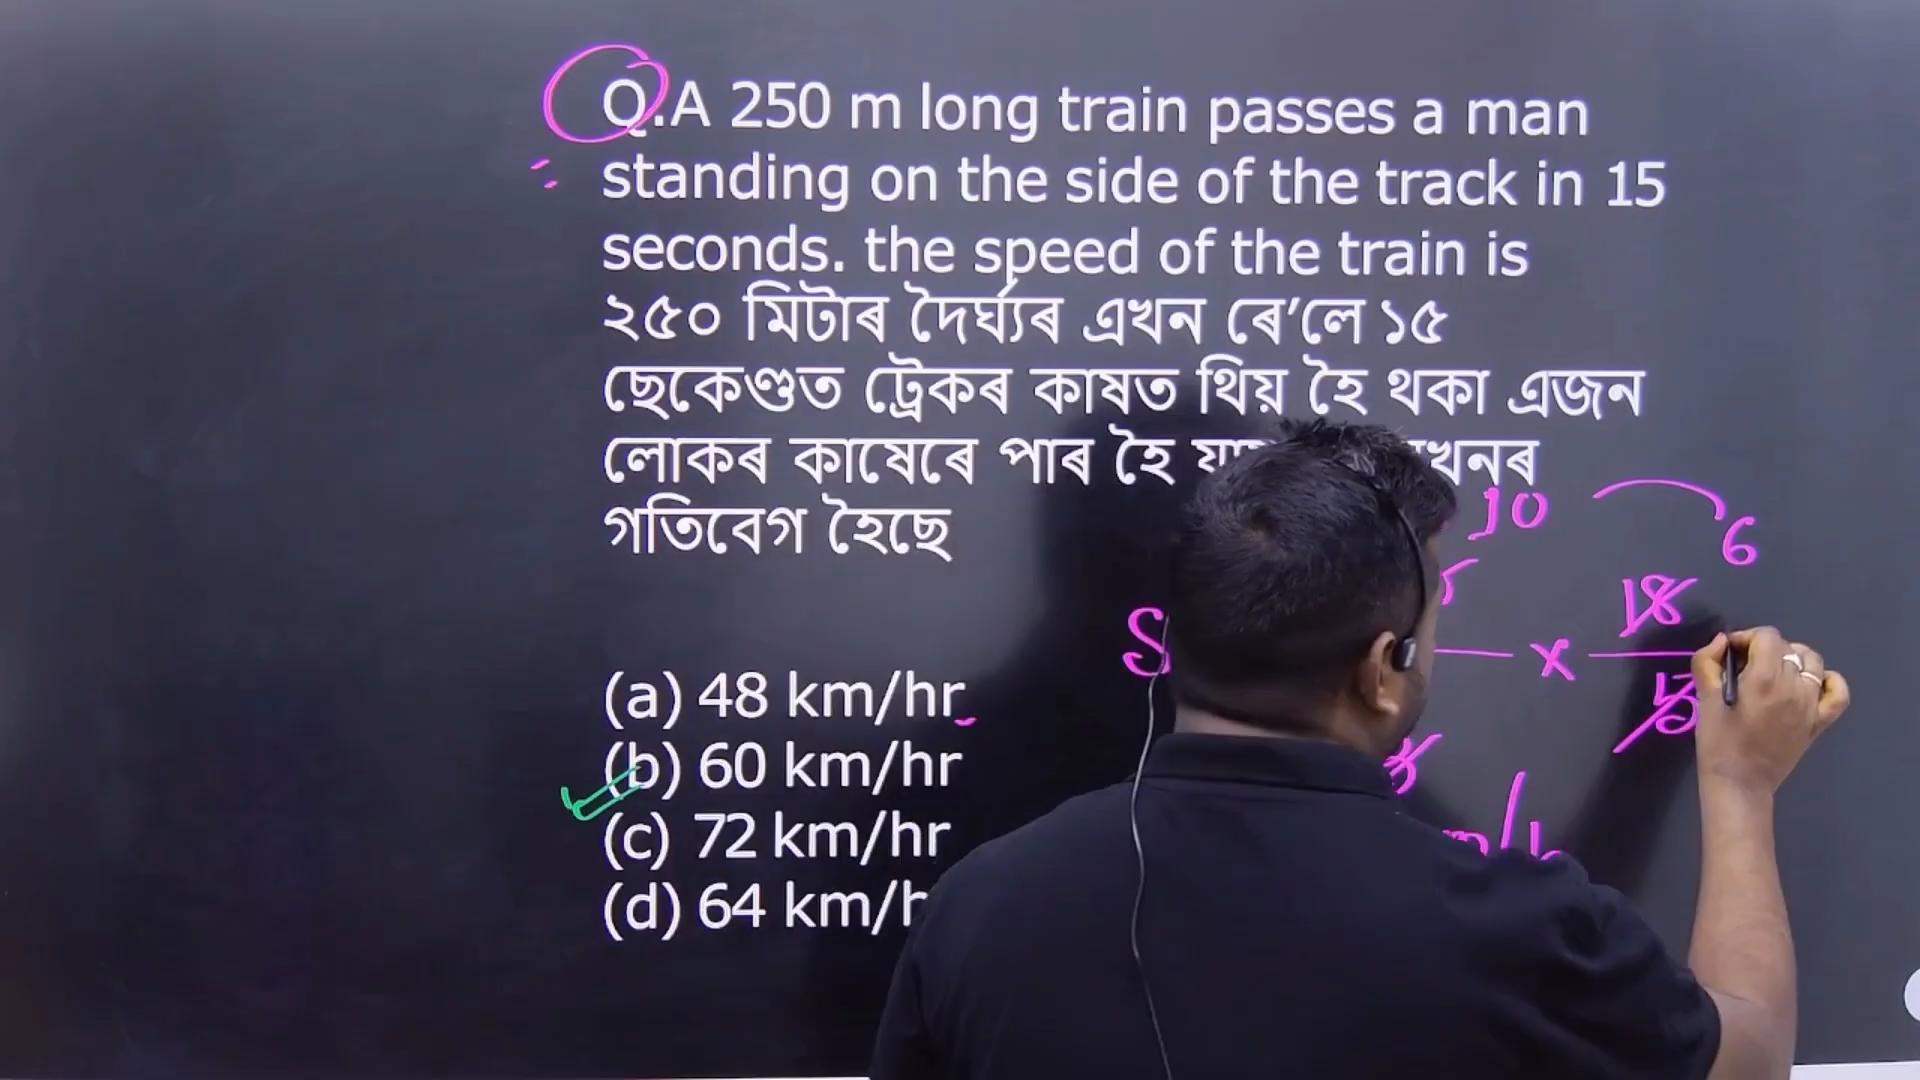 Q.A 250 m long train passes a man
standing on the side of the track in 15
seconds. the speed of the train is
২৫০ মিটাৰ দৈৰ্ঘ্যৰ এখন ৰে’লে ১৫
ছেকেণ্ডত ট্ৰেকৰ কাষত থিয় হৈ থকা এজন
লোকৰ কাষেৰে পাৰ হৈ
গতিবেগ হৈছে
10
6
18
S
x
(a) 48 km/hr
(b) 60 km/hr
(c) 72 km/hr
(d) 64 km/h